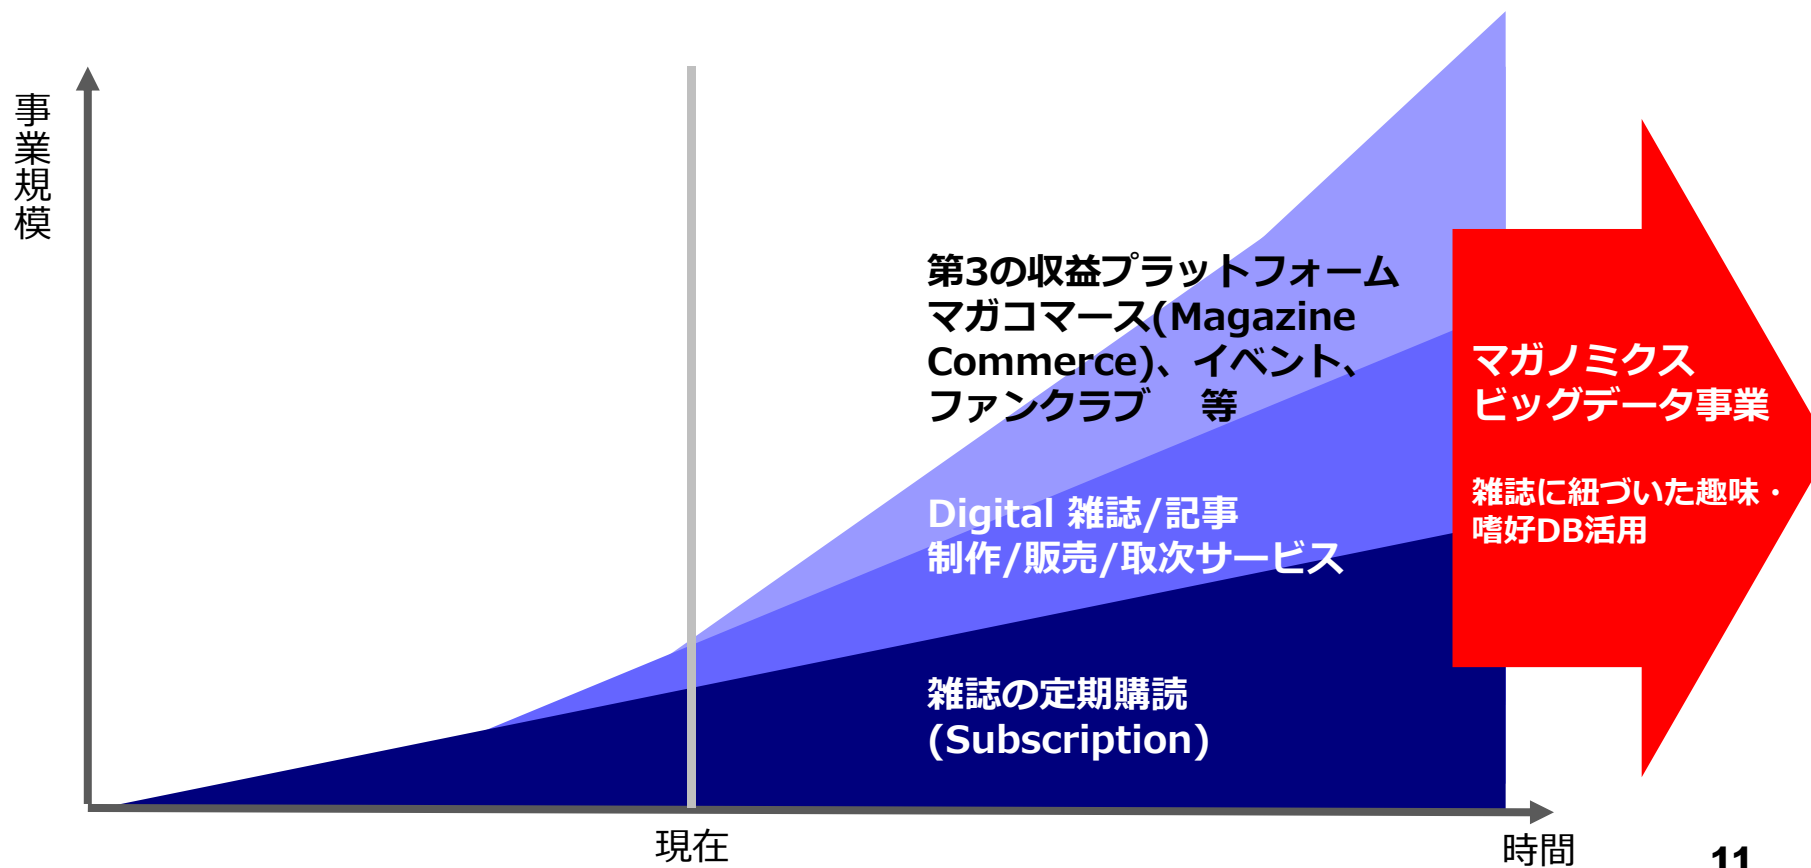 事業規模
第3の収益プラットフォーム
マガコマース(Magazine
Commerce)、イベント、
ファンクラブ　等
マガノミクス
ビッグデータ事業
雑誌に紐づいた趣味・
嗜好DB活用
Digital 雑誌/記事
制作/販売/取次サービス
雑誌の定期購読
(Subscription)
現在
時間
11